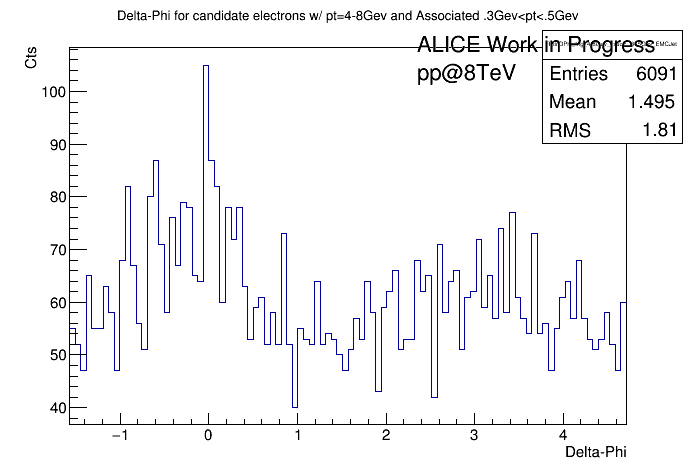 Delta-Phi for candidate electrons w/ pt=4-8Gev and Associated .3Gev<pt<.5Gev
Cts
ALICE Work in Progress
pp@8TeV
EMCJet
Entries 6091
Mean 1.495
RMS 1.81
100
90
80
70
60
50
40
−1 0 1 2 3 4
Delta-Phi